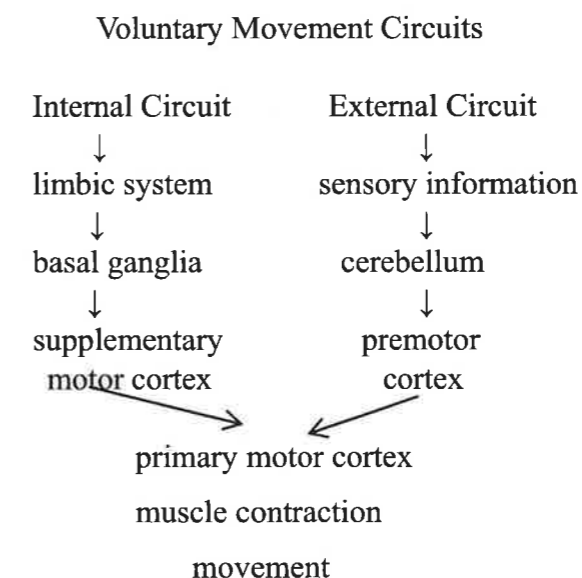 Voluntary Movement Circuits
Internal Circuit
External Circuit
limbic system
sensory information
basal ganglia
cerebellum
supplementary
motor cortex
premotor
cortex
primary motor cortex
muscle contraction
movement